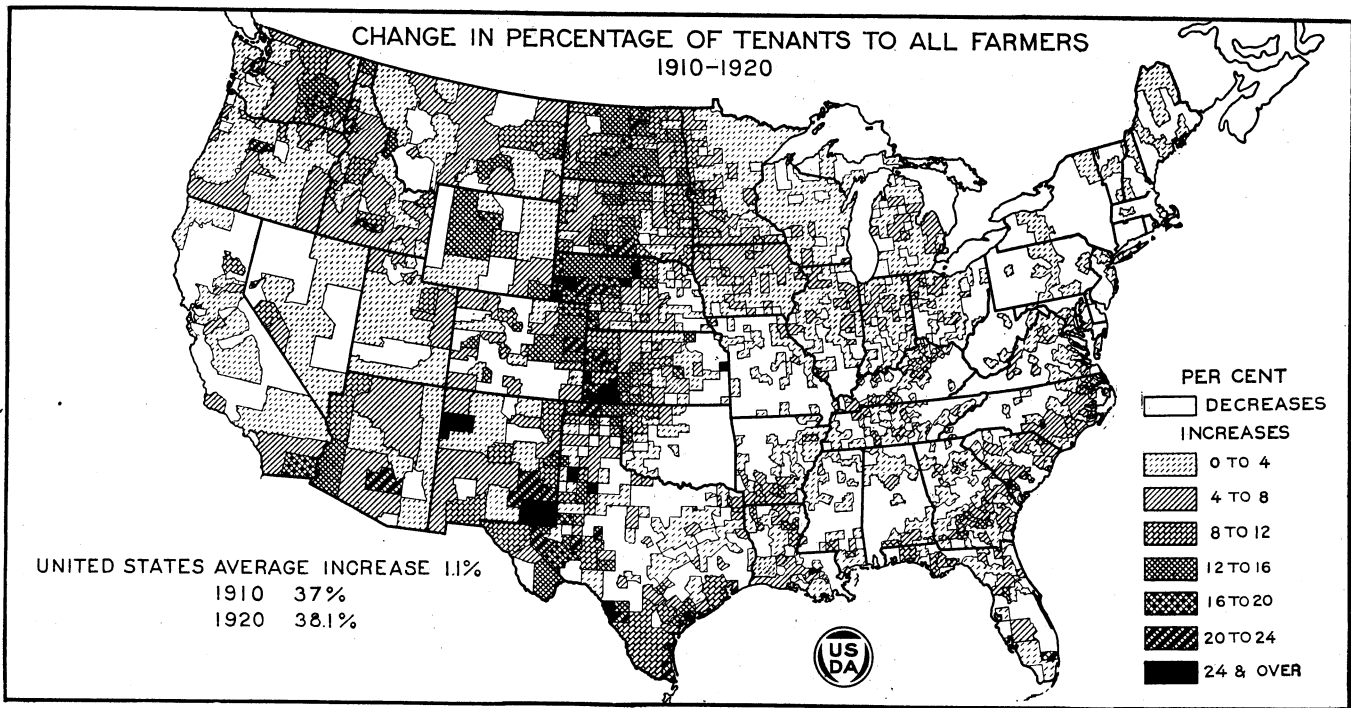 CHANGE IN PERCENTAGE OF TENANTS TO ALL FARMERS
1910-1920
PER CENT
DECREASES
INCREASES
0 TO 4
4 TO 8
8 TO 12
12 TO 16
16 TO 20
20 TO 24
24 & OVER
UNITED STATES AVERAGE INCREASE 1.1%
1910 37%
1920 38.1%
US
DA